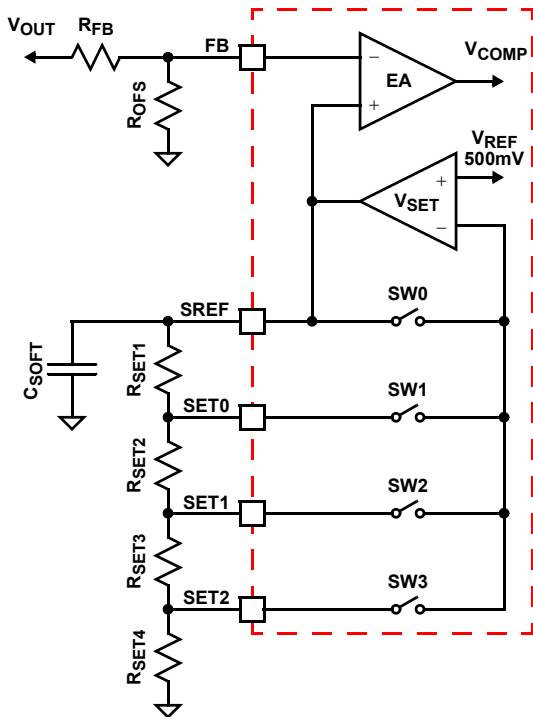 VOUT
RFB
FB
ROFS
−
EA
+
VCOMP
VREF
500mV
+
VSET
−
SREF
SW0
CSOFT
RSET1
SET0
SW1
RSET2
SET1
SW2
RSET3
SET2
SW3
RSET4